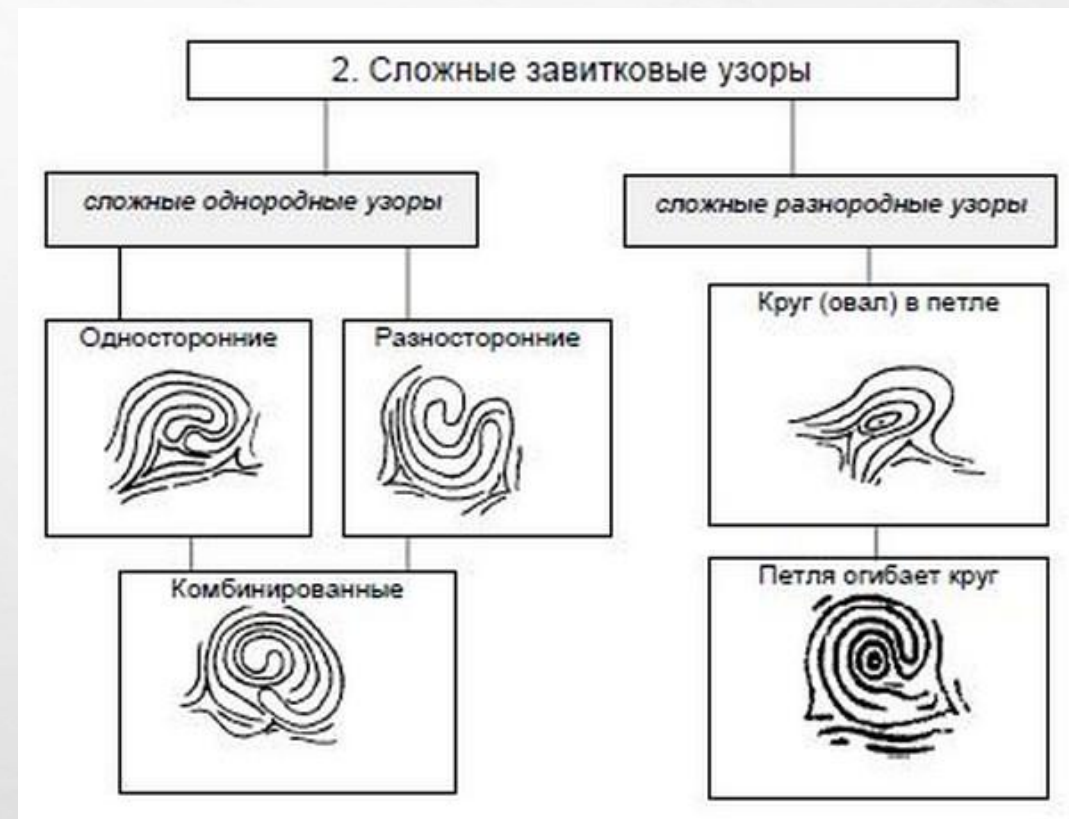 2. Сложные завитковые узоры
сложные однородные узоры
сложные разнородные узоры
Односторонние
Разносторонние
Комбинированные
Круг (овал) в петле
Петля огибает круг